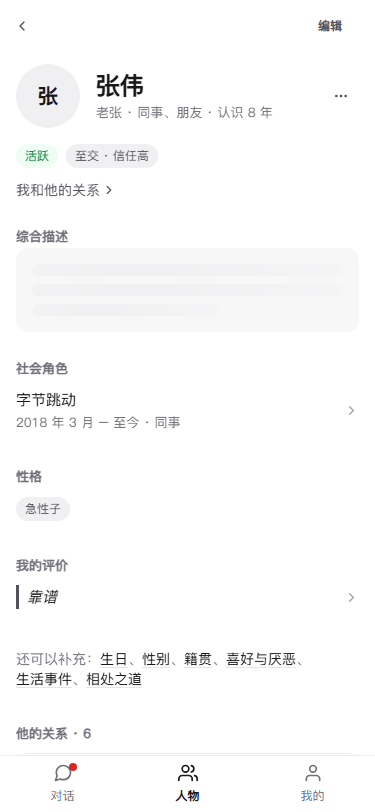 编辑
张
张伟
老张 · 同事、朋友 · 认识 8 年
活跃
至交 · 信任高
我和他的关系
综合描述
社会角色
字节跳动
2018 年 3 月 — 至今 · 同事
性格
急性子
我的评价
靠谱
还可以补充：生日、性别、籍贯、喜好与厌恶、
生活事件、相处之道
他的关系 · 6
对话
人物
我的